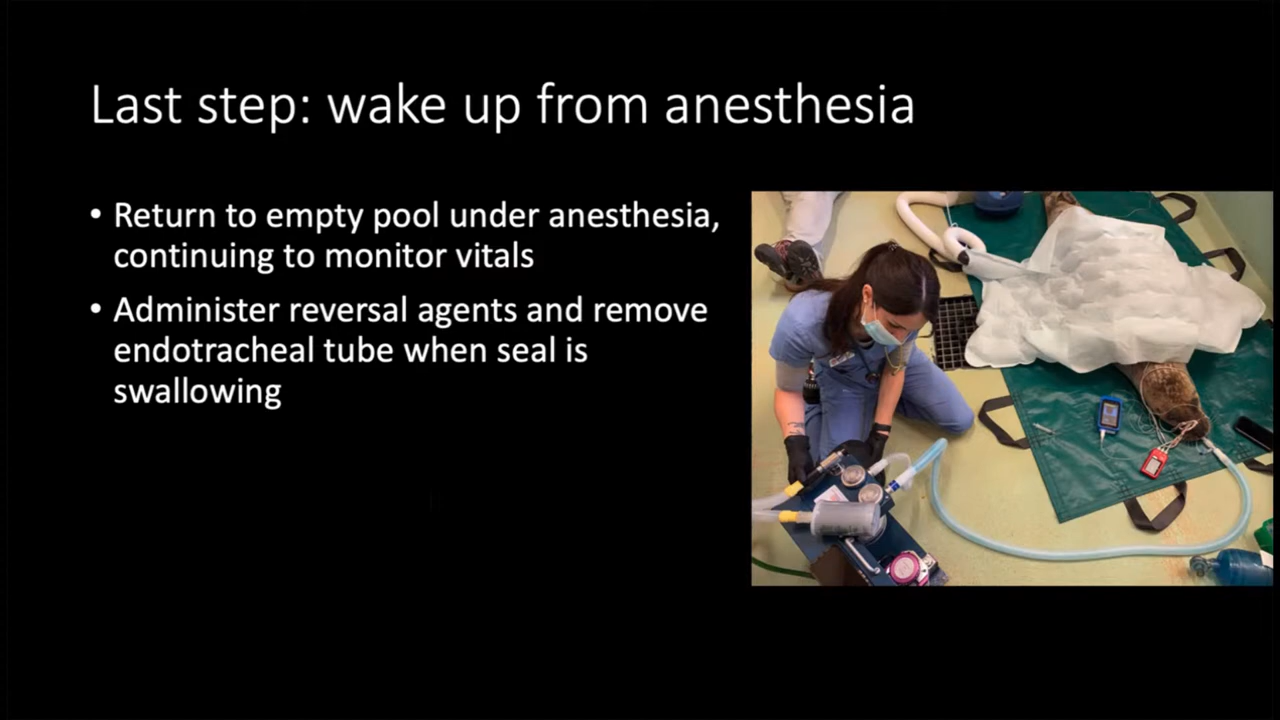 Last step: wake up from anesthesia
• Return to empty pool under anesthesia,
continuing to monitor vitals
• Administer reversal agents and remove
endotracheal tube when seal is
swallowing